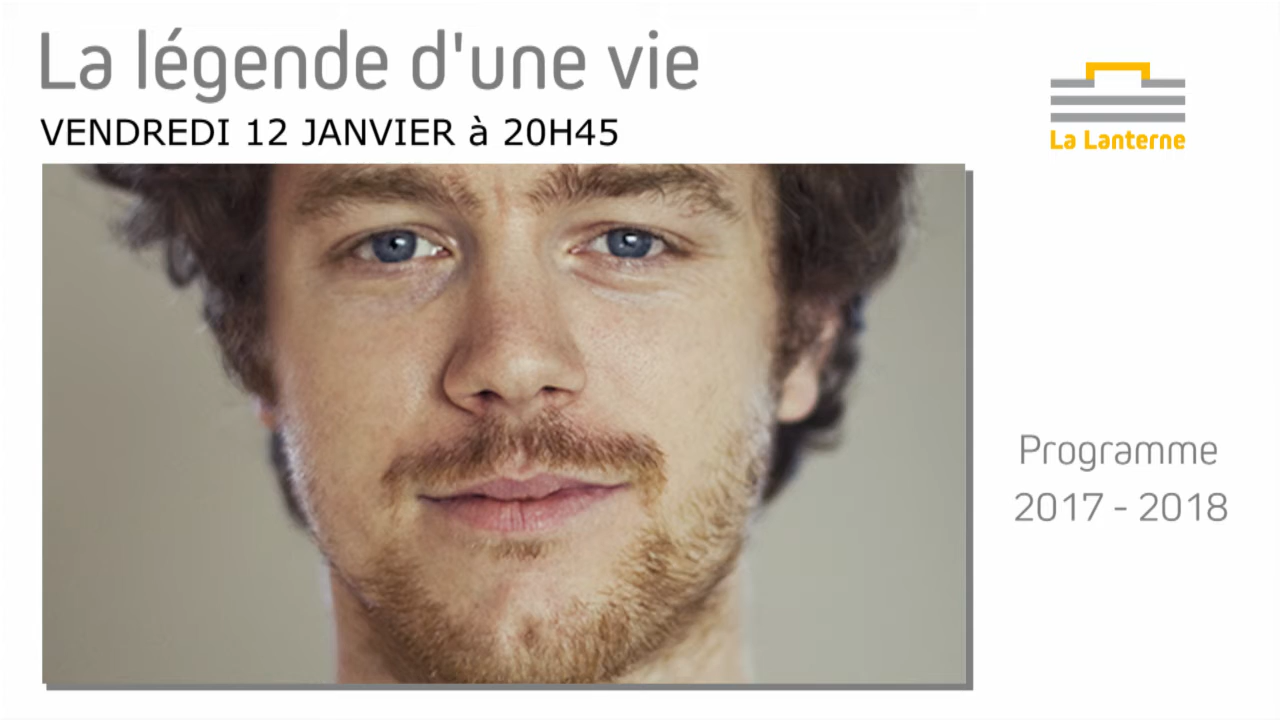 La légende d'une vie
VENDREDI 12 JANVIER à 20H45
La Lanterne
Programme
2017 - 2018